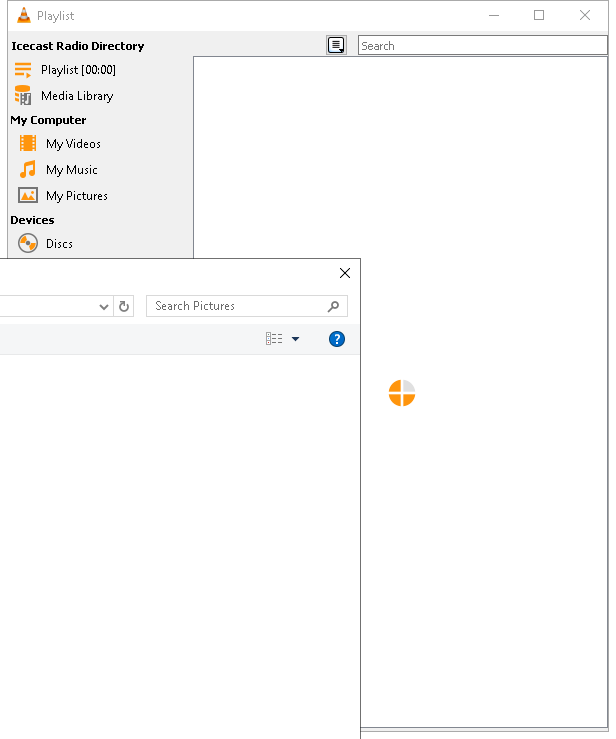 Playlist
Icecast Radio Directory
Search
Playlist [00:00]
Media Library
My Computer
My Videos
My Music
My Pictures
Devices
Discs
Search Pictures
?